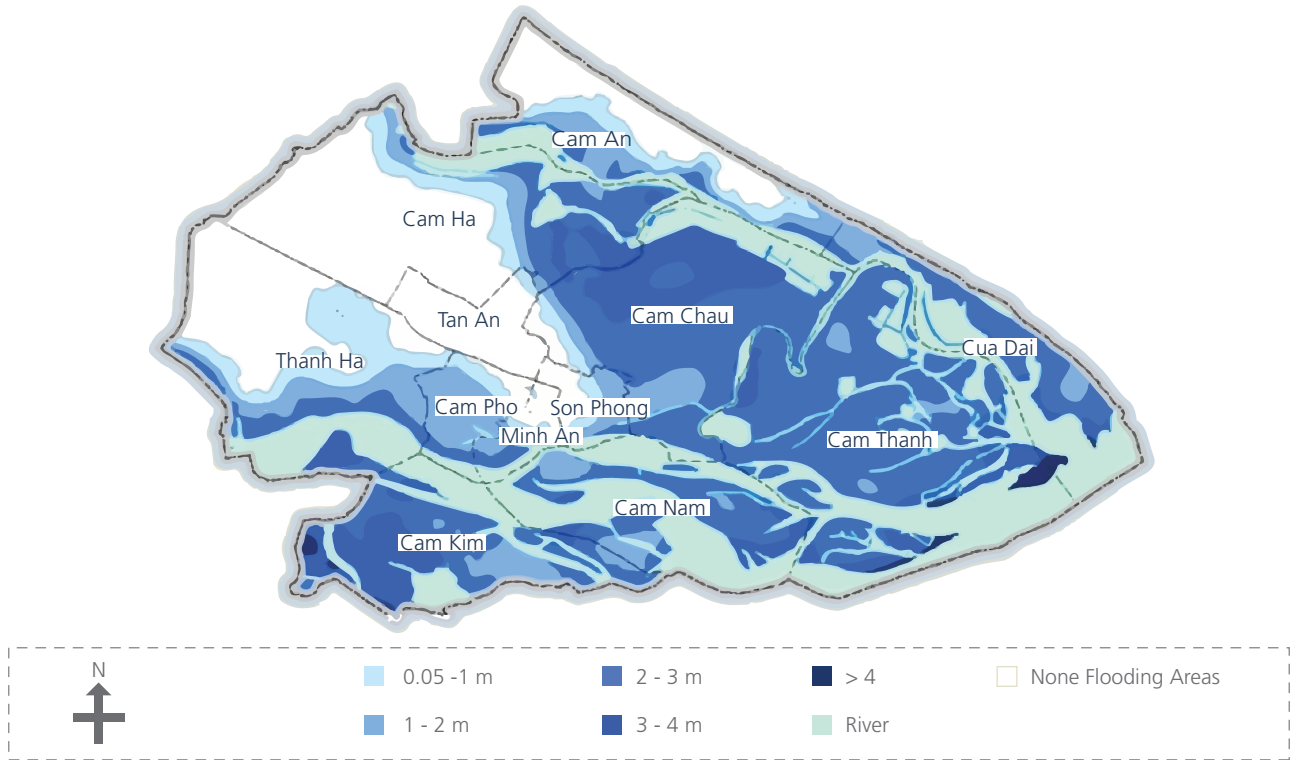 Cam An
Cam Ha
Cam Chau
Tan An
Cua Dai
Thanh Ha
Cam Pho
Son Phong
Minh An
Cam Thanh
Cam Nam
Cam Kim
N
0.05 -1 m
2 - 3 m
> 4
None Flooding Areas
1 - 2 m
3 - 4 m
River